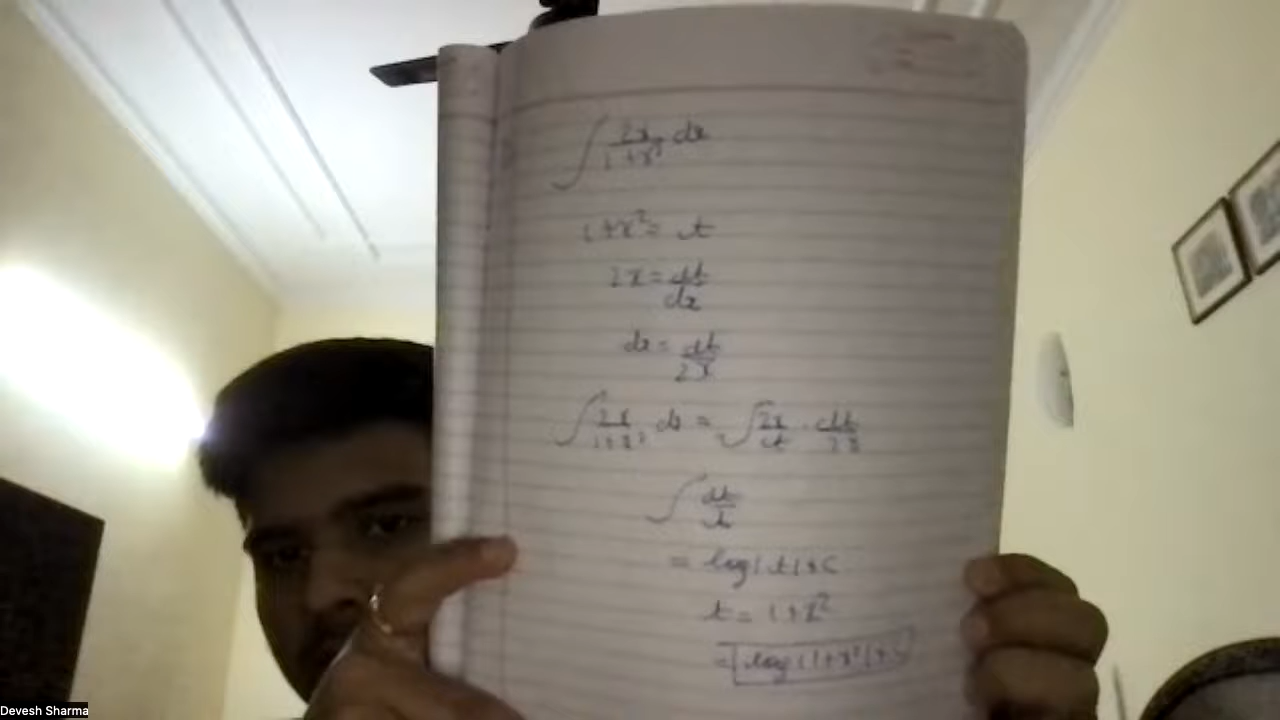 ∫ 2x/(1+x²) dx
1+x² = t
2x = dt/dx
dx = dt/2x
∫ 2x/(1+x²) dx = ∫ 2x/t · dt/2x
∫ dt/t
= log|t|+c
t = 1+x²
= log|1+x²|+c
Devesh Sharma